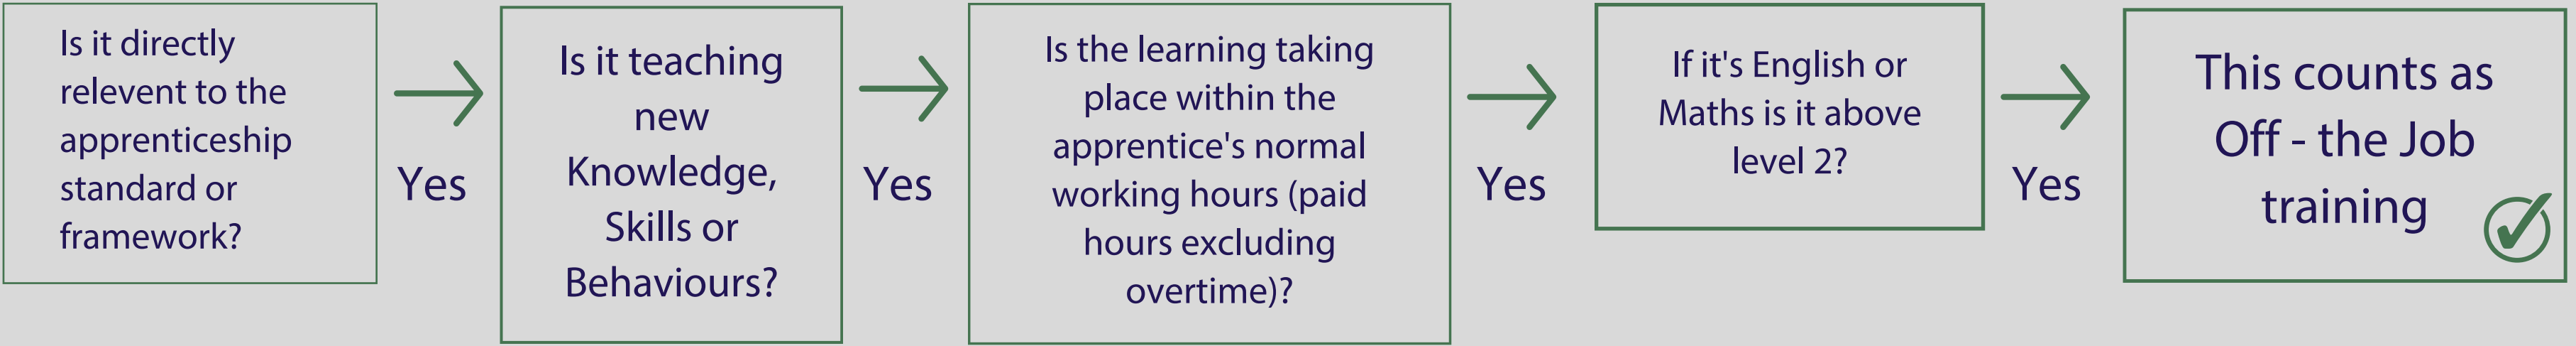 Is it directly
relevent to the
apprenticeship
standard or
framework?
Yes
Is it teaching
new
Knowledge,
Skills or
Behaviours?
Yes
Is the learning taking
place within the
apprentice's normal
working hours (paid
hours excluding
overtime)?
Yes
If it's English or
Maths is it above
level 2?
Yes
This counts as
Off - the Job
training